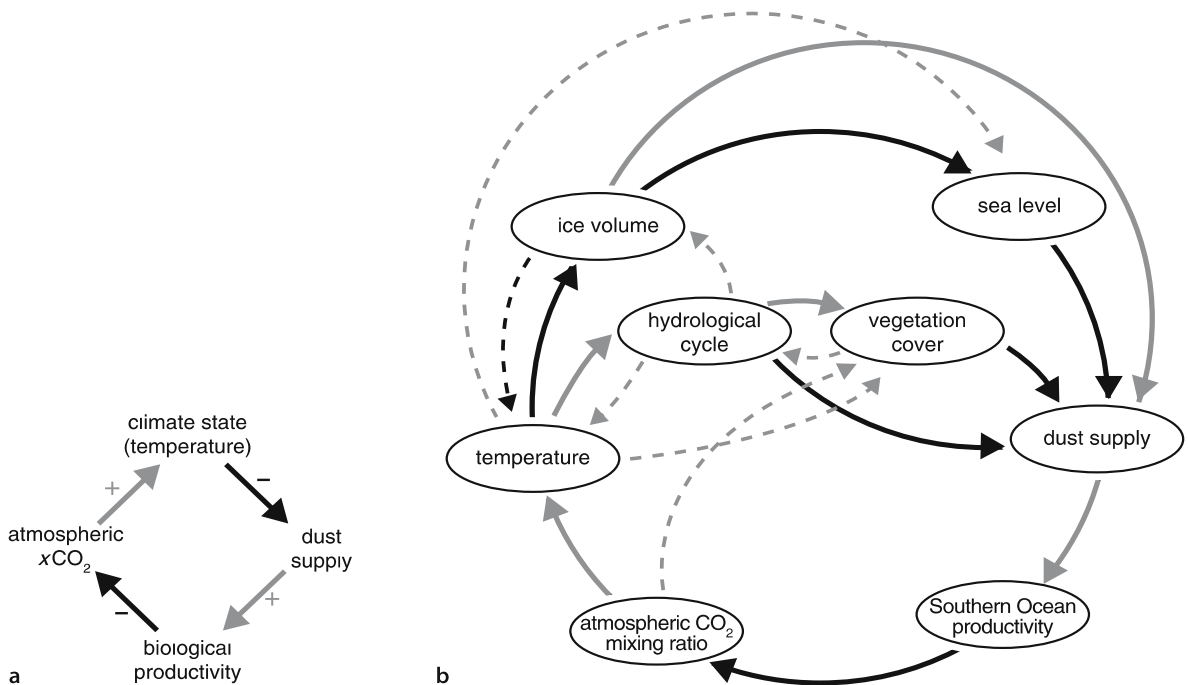 ice volume
sea level
hydrological
cycle
vegetation
cover
temperature
dust supply
atmospheric CO2
mixing ratio
Southern Ocean
productivity
b
climate state
(temperature)
+
−
atmospheric
xCO2
dust
supply
−
+
biological
productivity
a